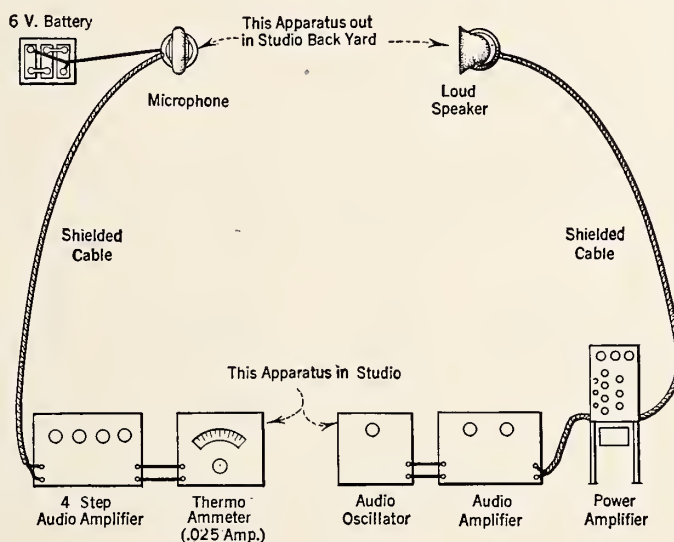 6 V. Battery
This Apparatus out
in Studio Back Yard
Microphone
Loud
Speaker
Shielded
Cable
Shielded
Cable
This Apparatus in Studio
4 Step
Audio Amplifier
Thermo
Ammeter
(.025 Amp.)
Audio
Oscillator
Audio
Amplifier
Power
Amplifier